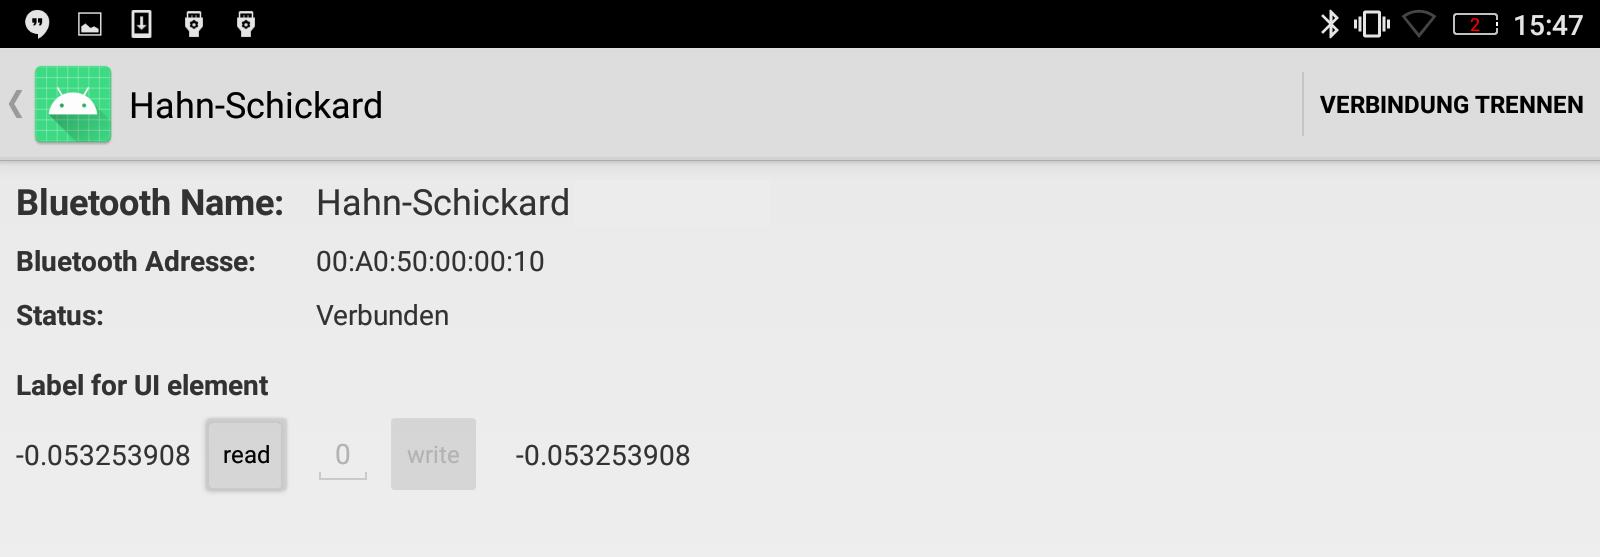 2 15:47
Hahn-Schickard VERBINDUNG TRENNEN
Bluetooth Name: Hahn-Schickard
Bluetooth Adresse: 00:A0:50:00:00:10
Status: Verbunden
Label for UI element
-0.053253908 read 0 write -0.053253908